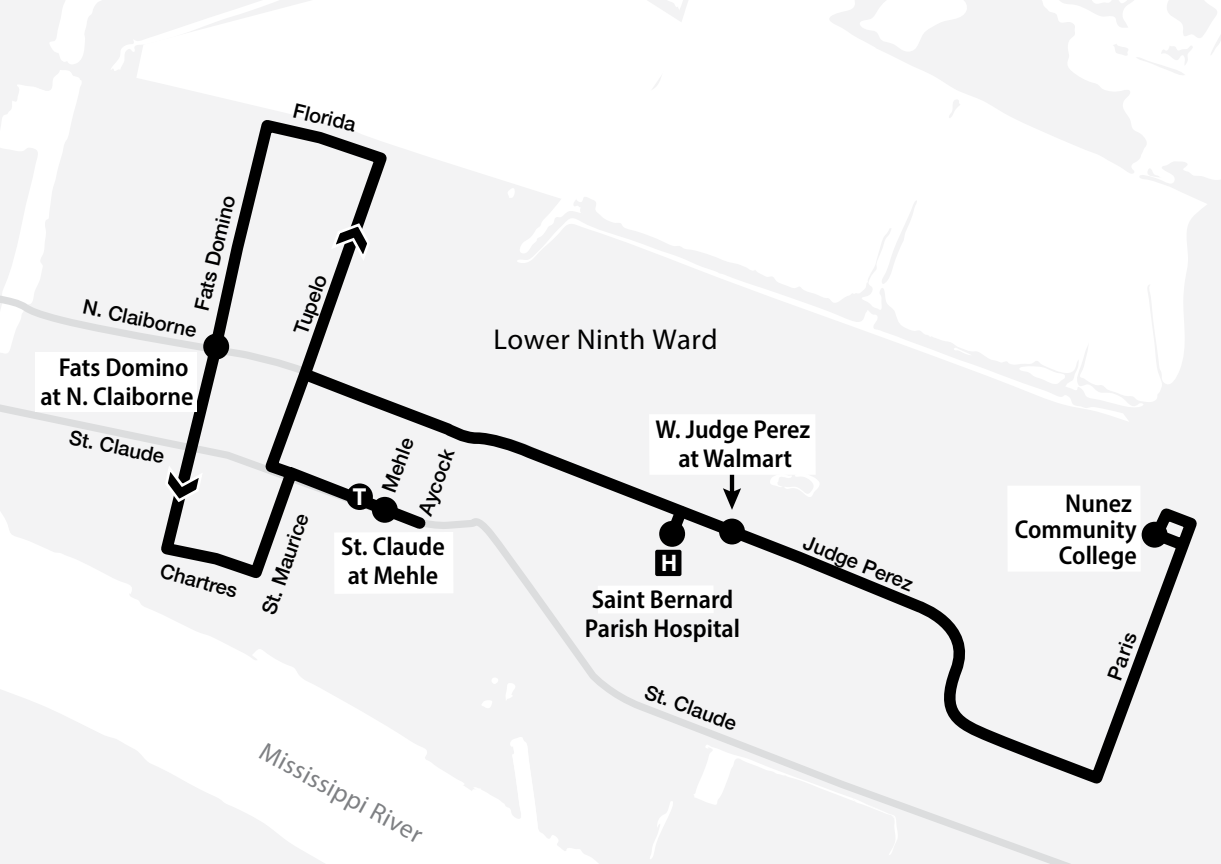 Florida
Fats Domino
Tupelo
N. Claiborne
Lower Ninth Ward
Fats Domino
at N. Claiborne
St. Claude
Mehle
Aycock
T
W. Judge Perez
at Walmart
Nunez
Community
College
St. Claude
at Mehle
H
Judge Perez
Chartres
St. Maurice
Saint Bernard
Parish Hospital
Paris
St. Claude
Mississippi River